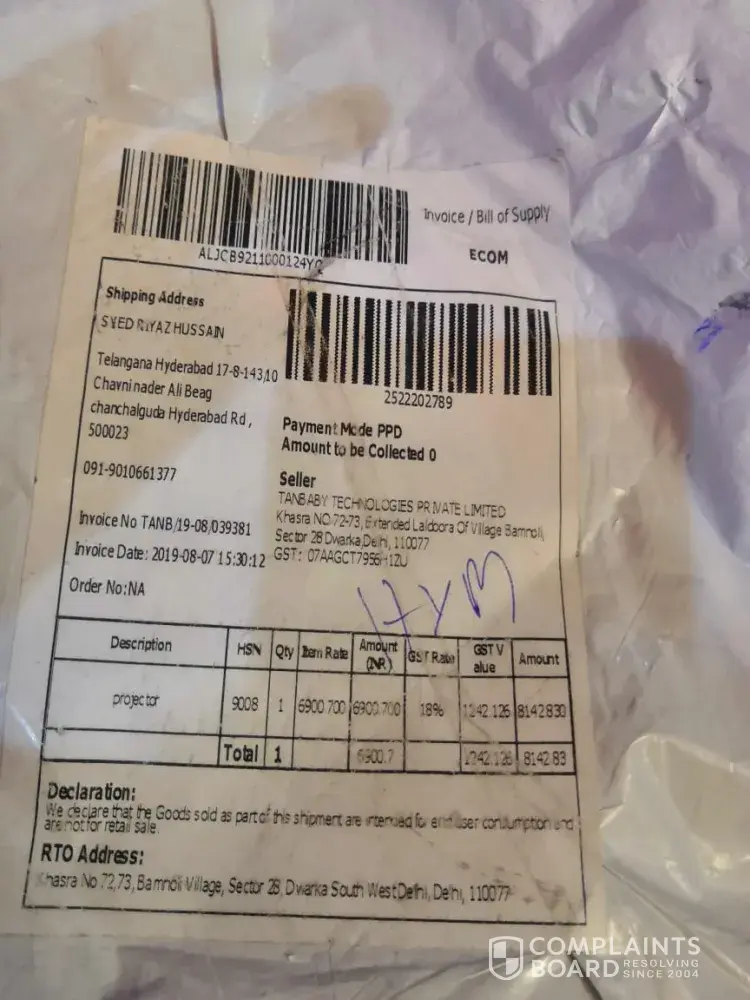 Invoice / Bill of Supply
ALJCB9211000124YQ
ECOM
Shipping Address
SYED RIYAZ HUSSAIN
Telangana Hyderabad 17-8-143,10
Chavni nader Ali Beag
chanchalguda Hyderabad Rd ,
500023
091-9010661377
Invoice No TANB/19-08/039381
Invoice Date: 2019-08-07 15:30:12
Order No:NA
2522202789
Payment Mode PPD
Amount to be Collected 0
Seller
TANBABY TECHNOLOGIES PRIVATE LIMITED
Khasra NO 72-73, Extended Laldora Of Village Bamnoli,
Sector 28 Dwarka,Delhi, 110077
GST: 07AAGCT7956H1ZU
HYM
Description HSN Qty Item Rate Amount (INR) GST Rate GST Value Amount
projector 9008 1 6900.700 6900.700 18% 1242.126 8142.830
Total 1 6900.7 1242.126 8142.83
Declaration:
We declare that the Goods sold as part of this shipment are intended for end user consumption and
are not for retail sale.
RTO Address:
Khasra No 72,73, Bamnoli Village, Sector 28, Dwarka South West Delhi, Delhi, 110077
COMPLAINTS
BOARD RESOLVING
SINCE 2004